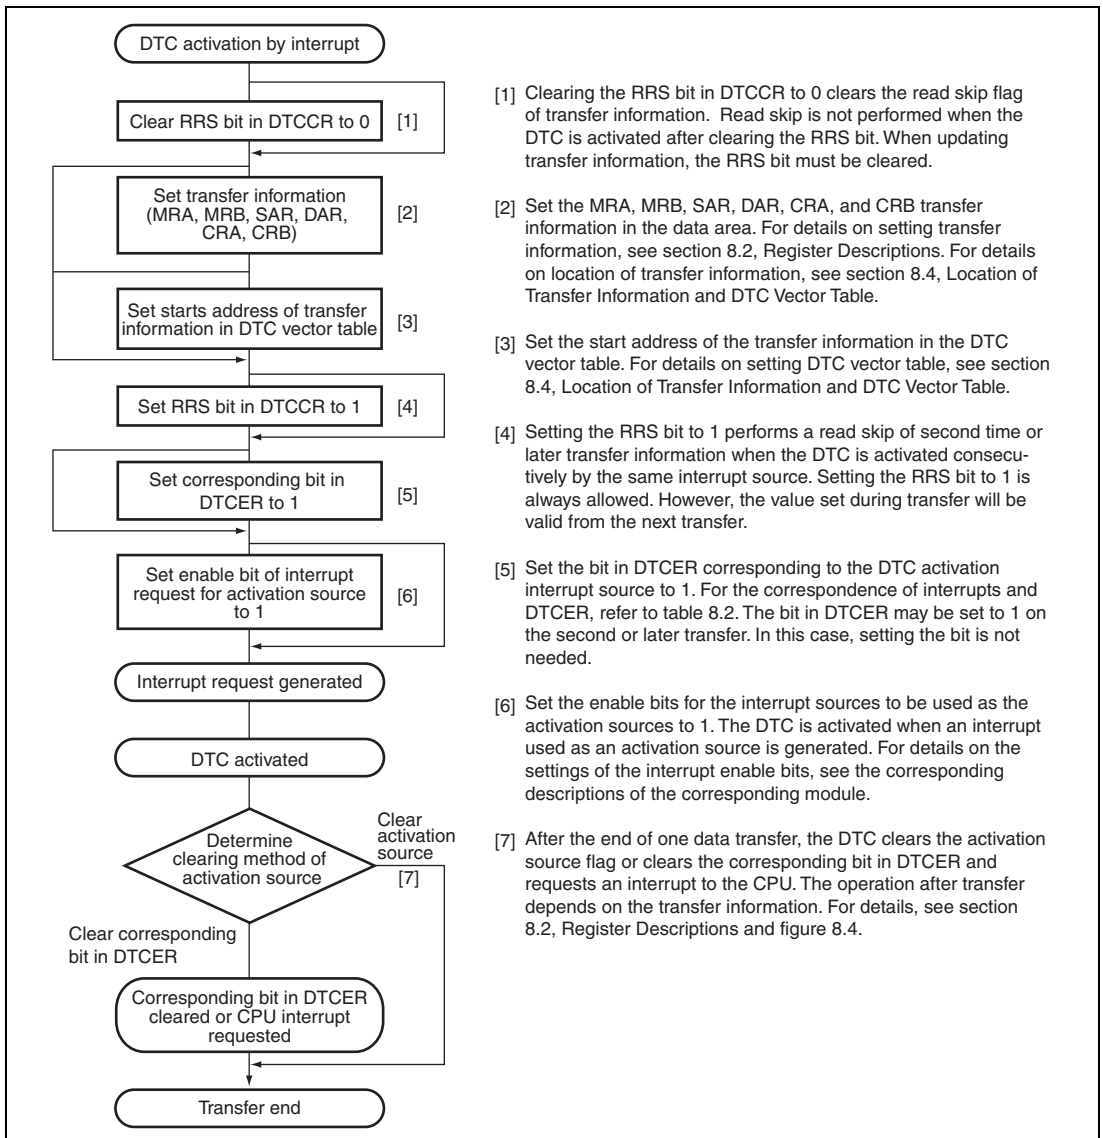 DTC activation by interrupt
Clear RRS bit in DTCCR to 0
[1]
Set transfer information
(MRA, MRB, SAR, DAR,
CRA, CRB)
[2]
Set starts address of transfer
information in DTC vector table
[3]
Set RRS bit in DTCCR to 1
[4]
Set corresponding bit in
DTCER to 1
[5]
Set enable bit of interrupt
request for activation source
to 1
[6]
Interrupt request generated
DTC activated
Determine
clearing method of
activation source
Clear
activation
source
[7]
Clear corresponding
bit in DTCER
Corresponding bit in DTCER
cleared or CPU interrupt
requested
Transfer end
[1] Clearing the RRS bit in DTCCR to 0 clears the read skip flag
of transfer information. Read skip is not performed when the
DTC is activated after clearing the RRS bit. When updating
transfer information, the RRS bit must be cleared.
[2] Set the MRA, MRB, SAR, DAR, CRA, and CRB transfer
information in the data area. For details on setting transfer
information, see section 8.2, Register Descriptions. For details
on location of transfer information, see section 8.4, Location of
Transfer Information and DTC Vector Table.
[3] Set the start address of the transfer information in the DTC
vector table. For details on setting DTC vector table, see section
8.4, Location of Transfer Information and DTC Vector Table.
[4] Setting the RRS bit to 1 performs a read skip of second time or
later transfer information when the DTC is activated consecu-
tively by the same interrupt source. Setting the RRS bit to 1 is
always allowed. However, the value set during transfer will be
valid from the next transfer.
[5] Set the bit in DTCER corresponding to the DTC activation
interrupt source to 1. For the correspondence of interrupts and
DTCER, refer to table 8.2. The bit in DTCER may be set to 1 on
the second or later transfer. In this case, setting the bit is not
needed.
[6] Set the enable bits for the interrupt sources to be used as the
activation sources to 1. The DTC is activated when an interrupt
used as an activation source is generated. For details on the
settings of the interrupt enable bits, see the corresponding
descriptions of the corresponding module.
[7] After the end of one data transfer, the DTC clears the activation
source flag or clears the corresponding bit in DTCER and
requests an interrupt to the CPU. The operation after transfer
depends on the transfer information. For details, see section
8.2, Register Descriptions and figure 8.4.